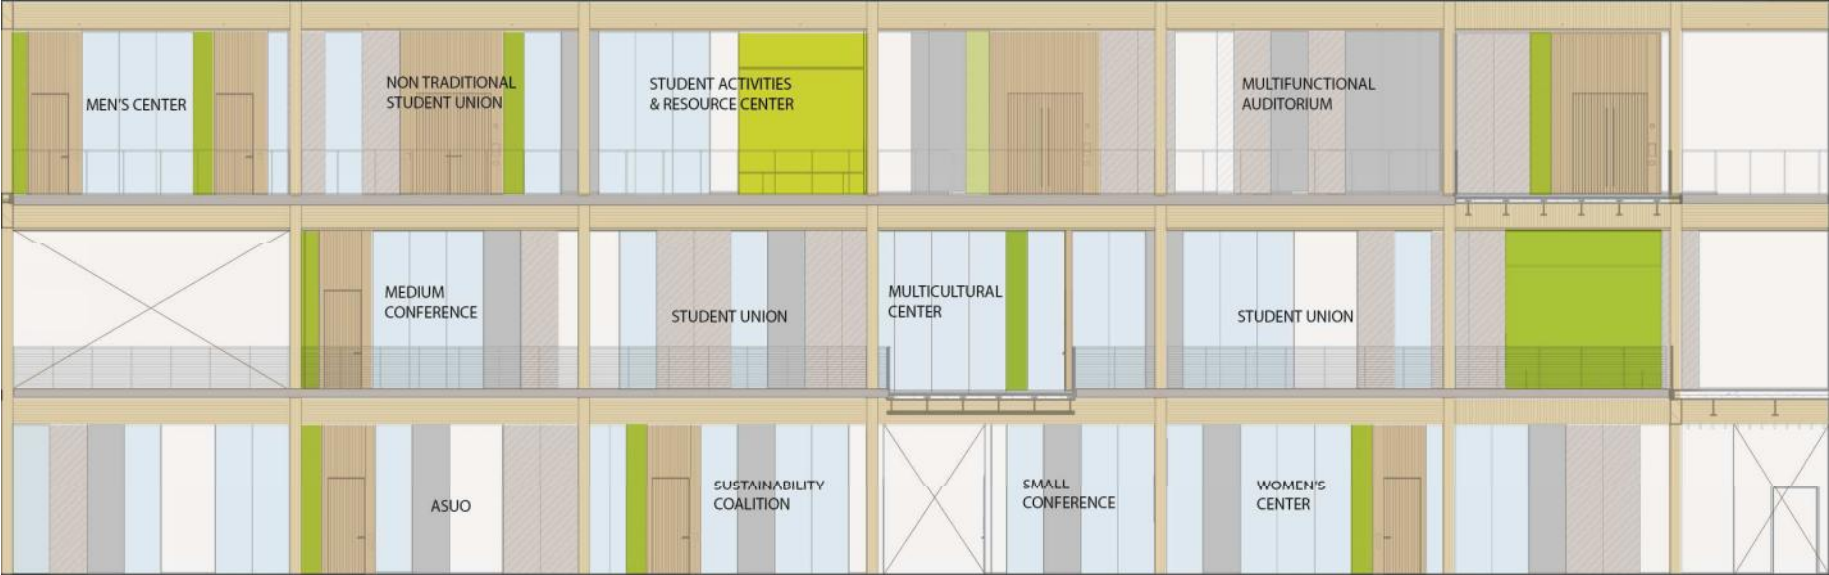 MEN'S CENTER
NON TRADITIONAL
STUDENT UNION
STUDENT ACTIVITIES
& RESOURCE CENTER
MULTIFUNCTIONAL
AUDITORIUM
MEDIUM
CONFERENCE
STUDENT UNION
MULTICULTURAL
CENTER
STUDENT UNION
ASUO
SUSTAINABILITY
COALITION
SMALL
CONFERENCE
WOMEN'S
CENTER